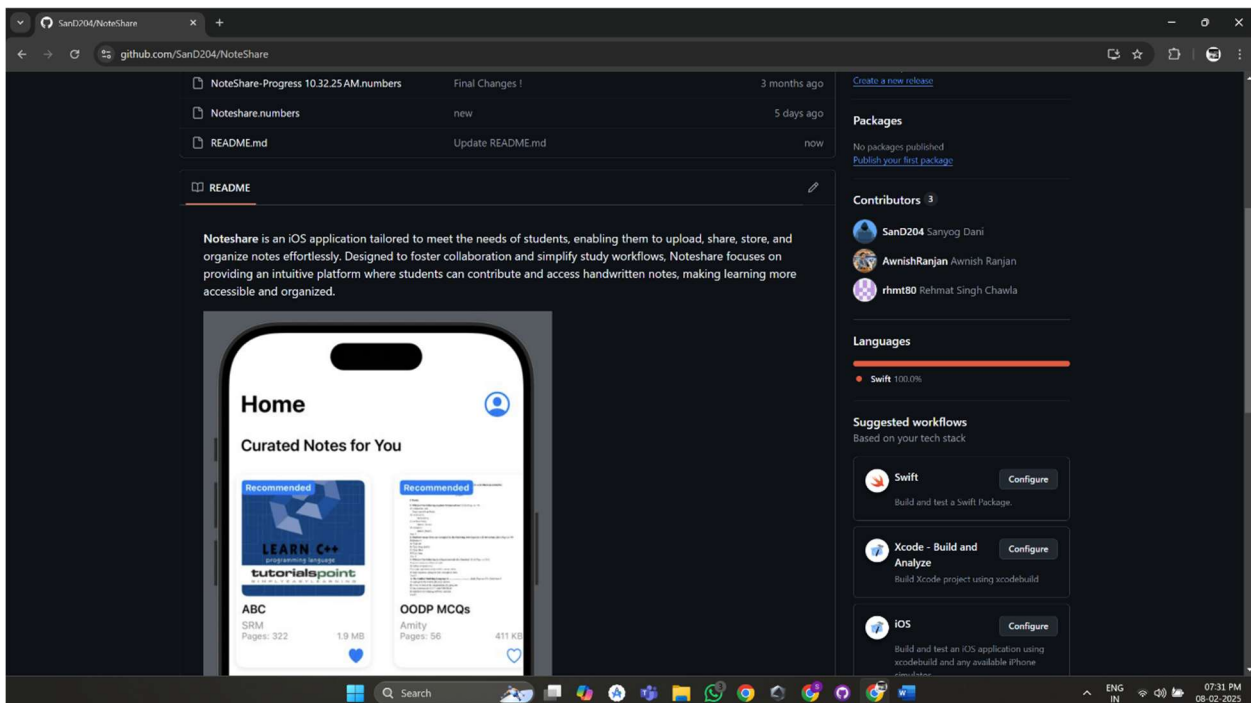 SanD204/NoteShare
github.com/SanD204/NoteShare
NoteShare-Progress 10.32.25 AM.numbers Final Changes ! 3 months ago
Noteshare.numbers new 5 days ago
README.md Update README.md now
README
Noteshare is an iOS application tailored to meet the needs of students, enabling them to upload, share, store, and
organize notes effortlessly. Designed to foster collaboration and simplify study workflows, Noteshare focuses on
providing an intuitive platform where students can contribute and access handwritten notes, making learning more
accessible and organized.
Home
Curated Notes for You
Recommended
LEARN C++
programming language
tutorialspoint
SIMPLYEASYLEARNING
ABC
SRM
Pages: 322 1.9 MB
Recommended
OODP MCQs
Amity
Pages: 56 411 KB
Create a new release
Packages
No packages published
Publish your first package
Contributors 3
SanD204 Sanyog Dani
AwnishRanjan Awnish Ranjan
rhmt80 Rehmat Singh Chawla
Languages
Swift 100.0%
Suggested workflows
Based on your tech stack
Swift Configure
Build and test a Swift Package.
Xcode - Build and
Analyze Configure
Build Xcode project using xcodebuild
iOS Configure
Build and test an iOS application using
xcodebuild and any available iPhone
simulator.
Search
ENG
IN
07:31 PM
08-02-2025